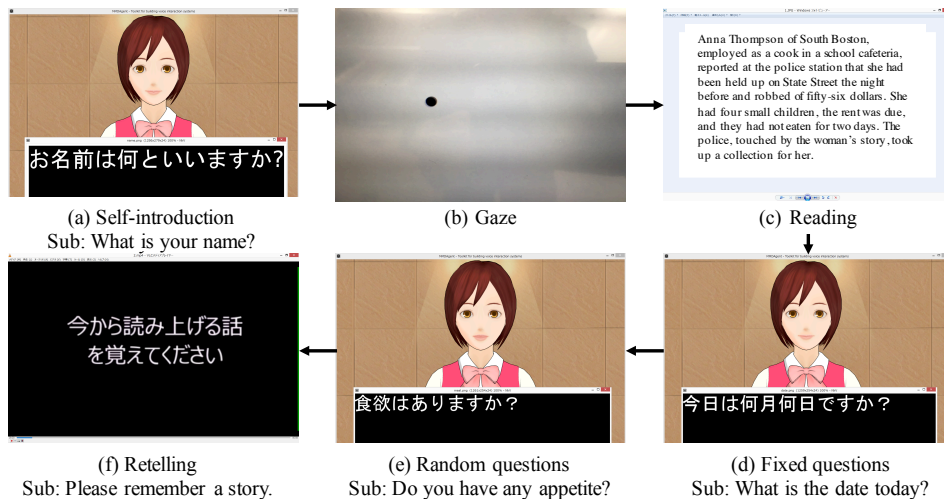 お名前は何といいますか?
(a) Self-introduction
Sub: What is your name?
(b) Gaze
Anna Thompson of South Boston,
employed as a cook in a school cafeteria,
reported at the police station that she had
been held up on State Street the night
before and robbed of fifty-six dollars. She
had four small children, the rent was due,
and they had not eaten for two days. The
police, touched by the woman's story, took
up a collection for her.
(c) Reading
今日は何月何日ですか?
(d) Fixed questions
Sub: What is the date today?
食欲はありますか?
(e) Random questions
Sub: Do you have any appetite?
今から読み上げる話
を覚えてください
(f) Retelling
Sub: Please remember a story.